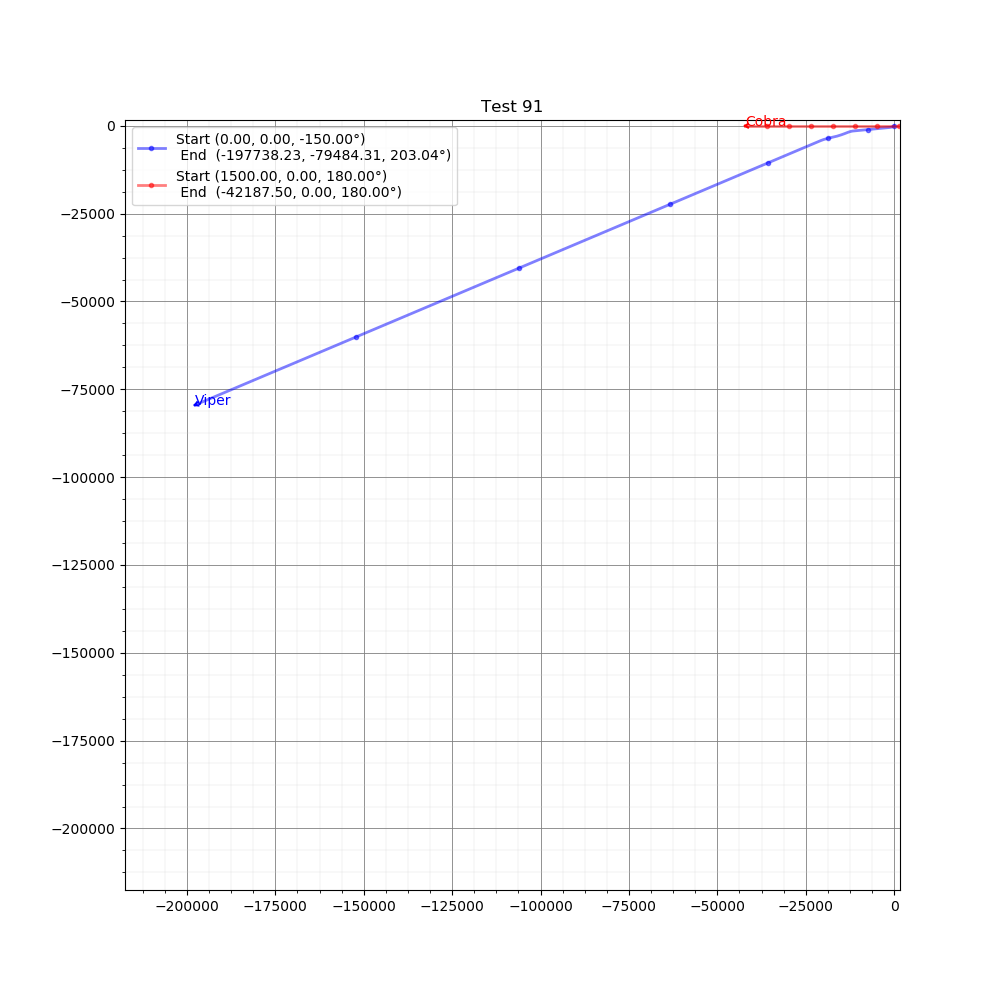 Test 91
Cobra
Start (0.00, 0.00, -150.00°)
End (-197738.23, -79484.31, 203.04°)
Start (1500.00, 0.00, 180.00°)
End (-42187.50, 0.00, 180.00°)
Viper
0
−25000
−50000
−75000
−100000
−125000
−150000
−175000
−200000
−200000 −175000 −150000 −125000 −100000 −75000 −50000 −25000 0